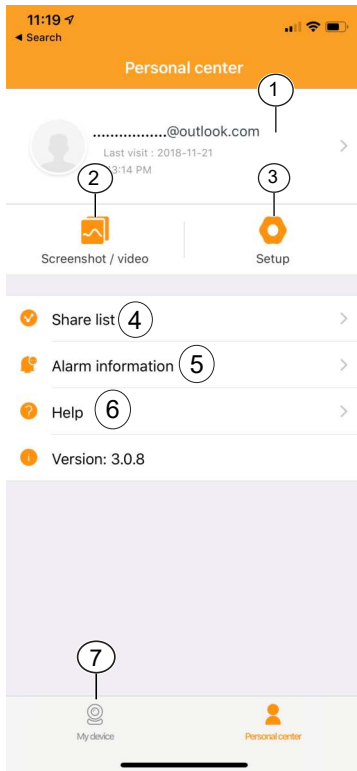 11:19
◀ Search
Personal center
1
.................@outlook.com
Last visit : 2018-11-21
2
3:14 PM
3
Screenshot / video
Setup
Share list 4
Alarm information 5
Help 6
Version: 3.0.8
7
My device
Personal center